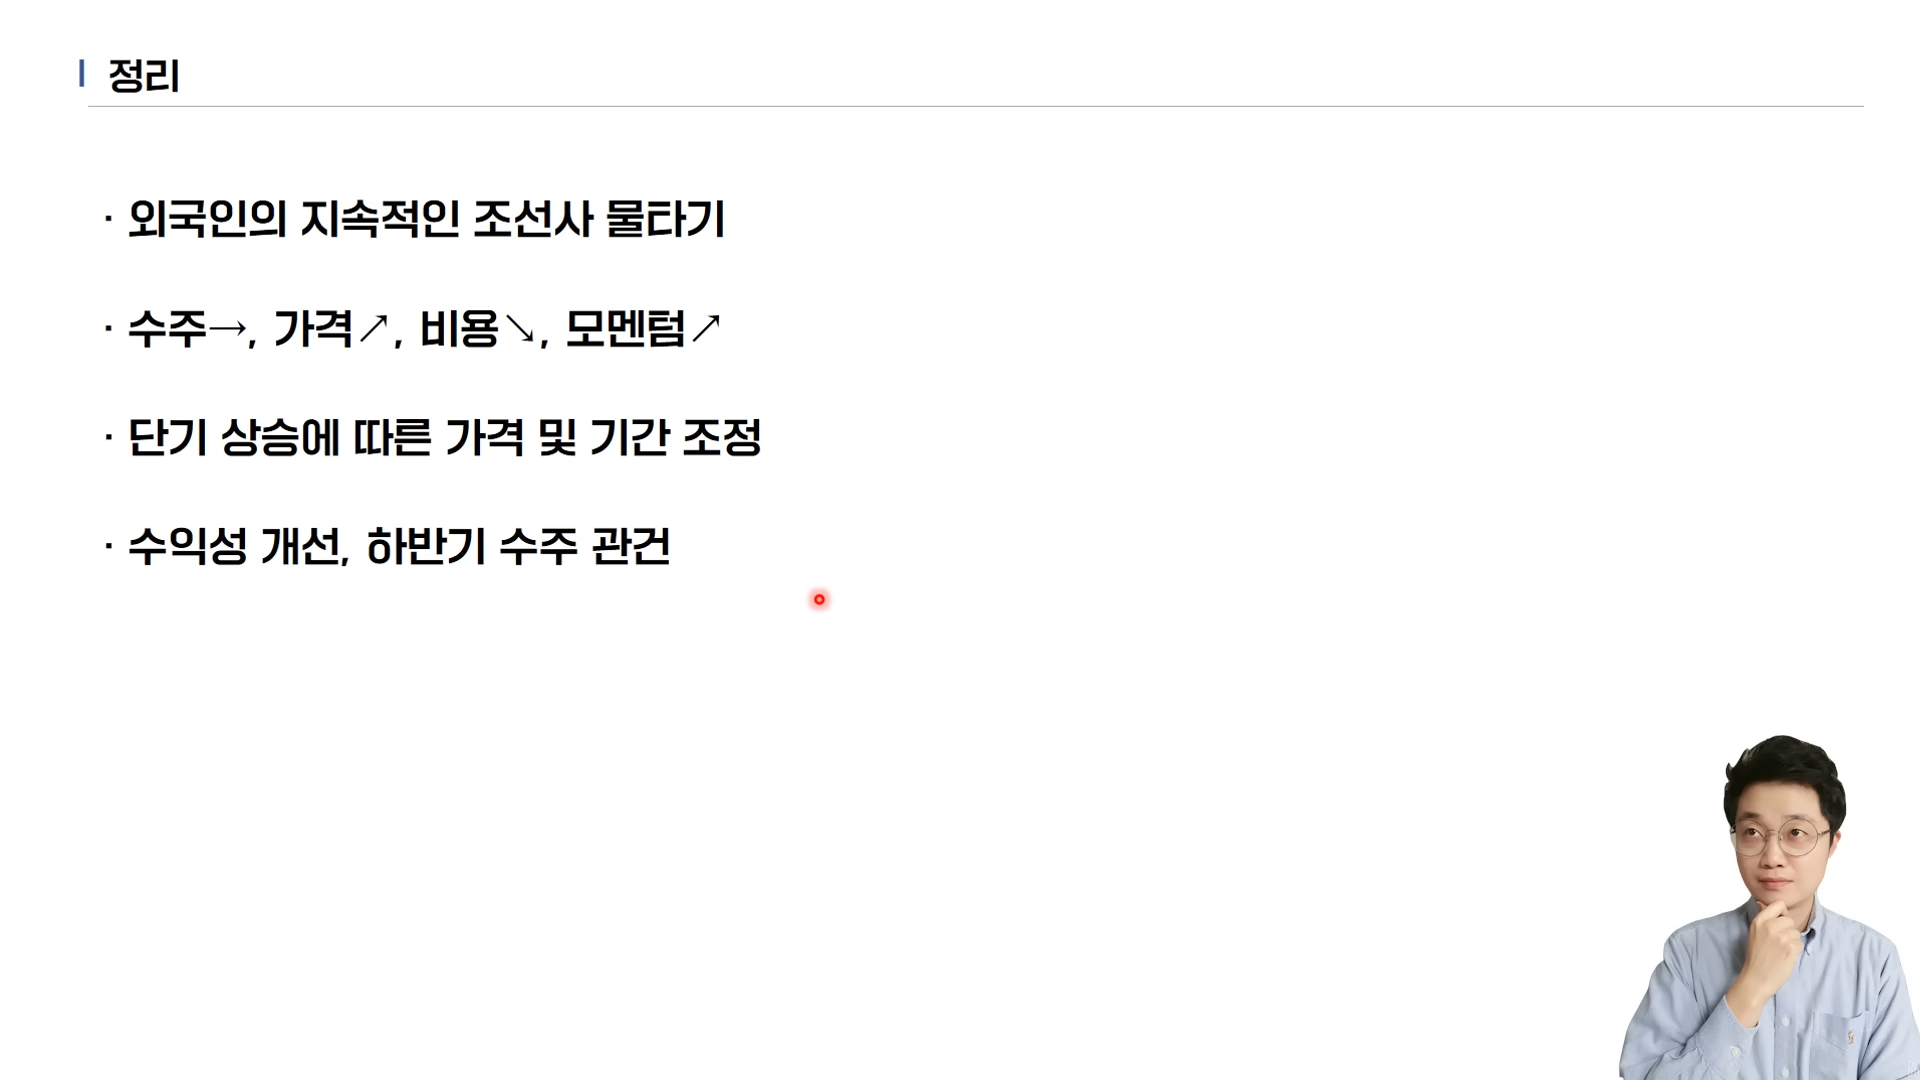 정리
· 외국인의 지속적인 조선사 물타기
· 수주→, 가격↗, 비용↘, 모멘텀↗
· 단기 상승에 따른 가격 및 기간 조정
· 수익성 개선, 하반기 수주 관건